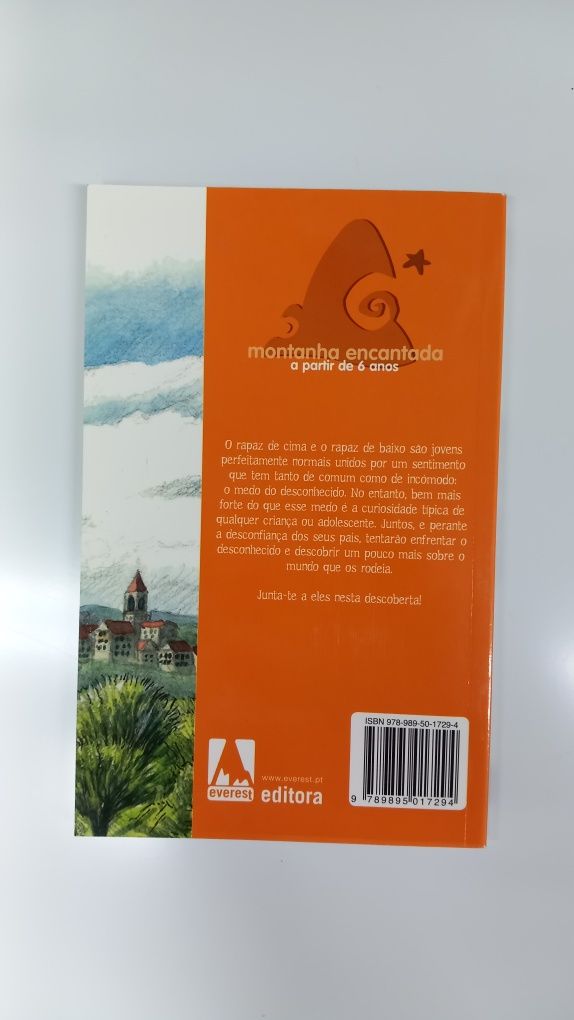 montanha encantada
a partir de 6 anos
O rapaz de cima e o rapaz de baixo são jovens
perfeitamente normais unidos por um sentimento
que tem tanto de comum como de incómodo:
o medo do desconhecido. No entanto, bem mais
forte do que esse medo é a curiosidade típica de
qualquer criança ou adolescente. Juntos, e perante
a desconfiança dos seus pais, tentarão enfrentar o
desconhecido e descobrir um pouco mais sobre o
mundo que os rodeia.
Junta-te a eles nesta descoberta!
ISBN 978-989-50-1729-4
9 789895 017294
www.everest.pt
everest editora